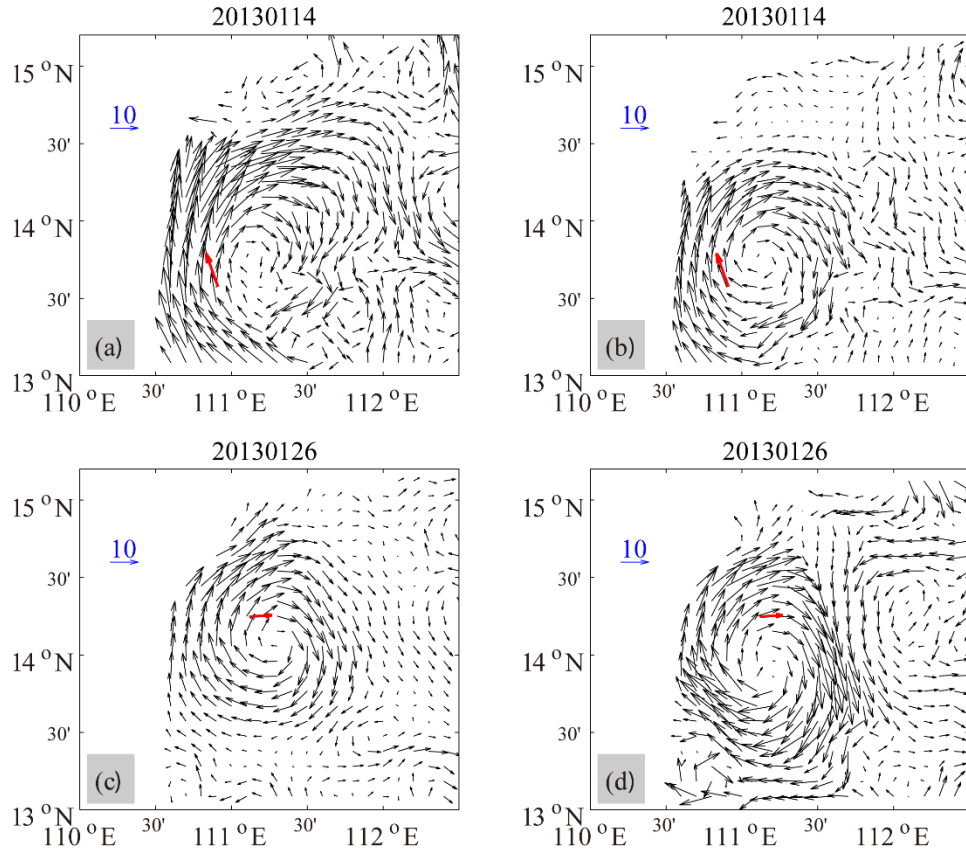 20130114
15 °N
10
30'
14 °N
30'
(a)
13 °N
110 °E
30'
111 °E
30'
112 °E
20130114
15 °N
10
30'
14 °N
30'
(b)
13 °N
110 °E
30'
111 °E
30'
112 °E
20130126
15 °N
10
30'
14 °N
30'
(c)
13 °N
110 °E
30'
111 °E
30'
112 °E
20130126
15 °N
10
30'
14 °N
30'
(d)
13 °N
110 °E
30'
111 °E
30'
112 °E